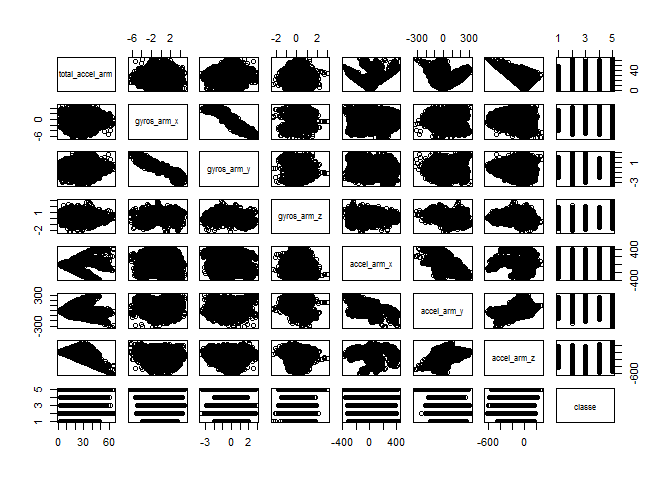 -6 -2 2
-2 0 2
-300 0 300
1 2 3 4 5
total_accel_arm
0 40
-6 0
gyros_arm_x
gyros_arm_y
-3 1
-2 1
gyros_arm_z
accel_arm_x
-400 400
-300 300
accel_arm_y
accel_arm_z
-600
1 3 5
classe
0 30 60
-3 0 2
-400 0 400
-600 0